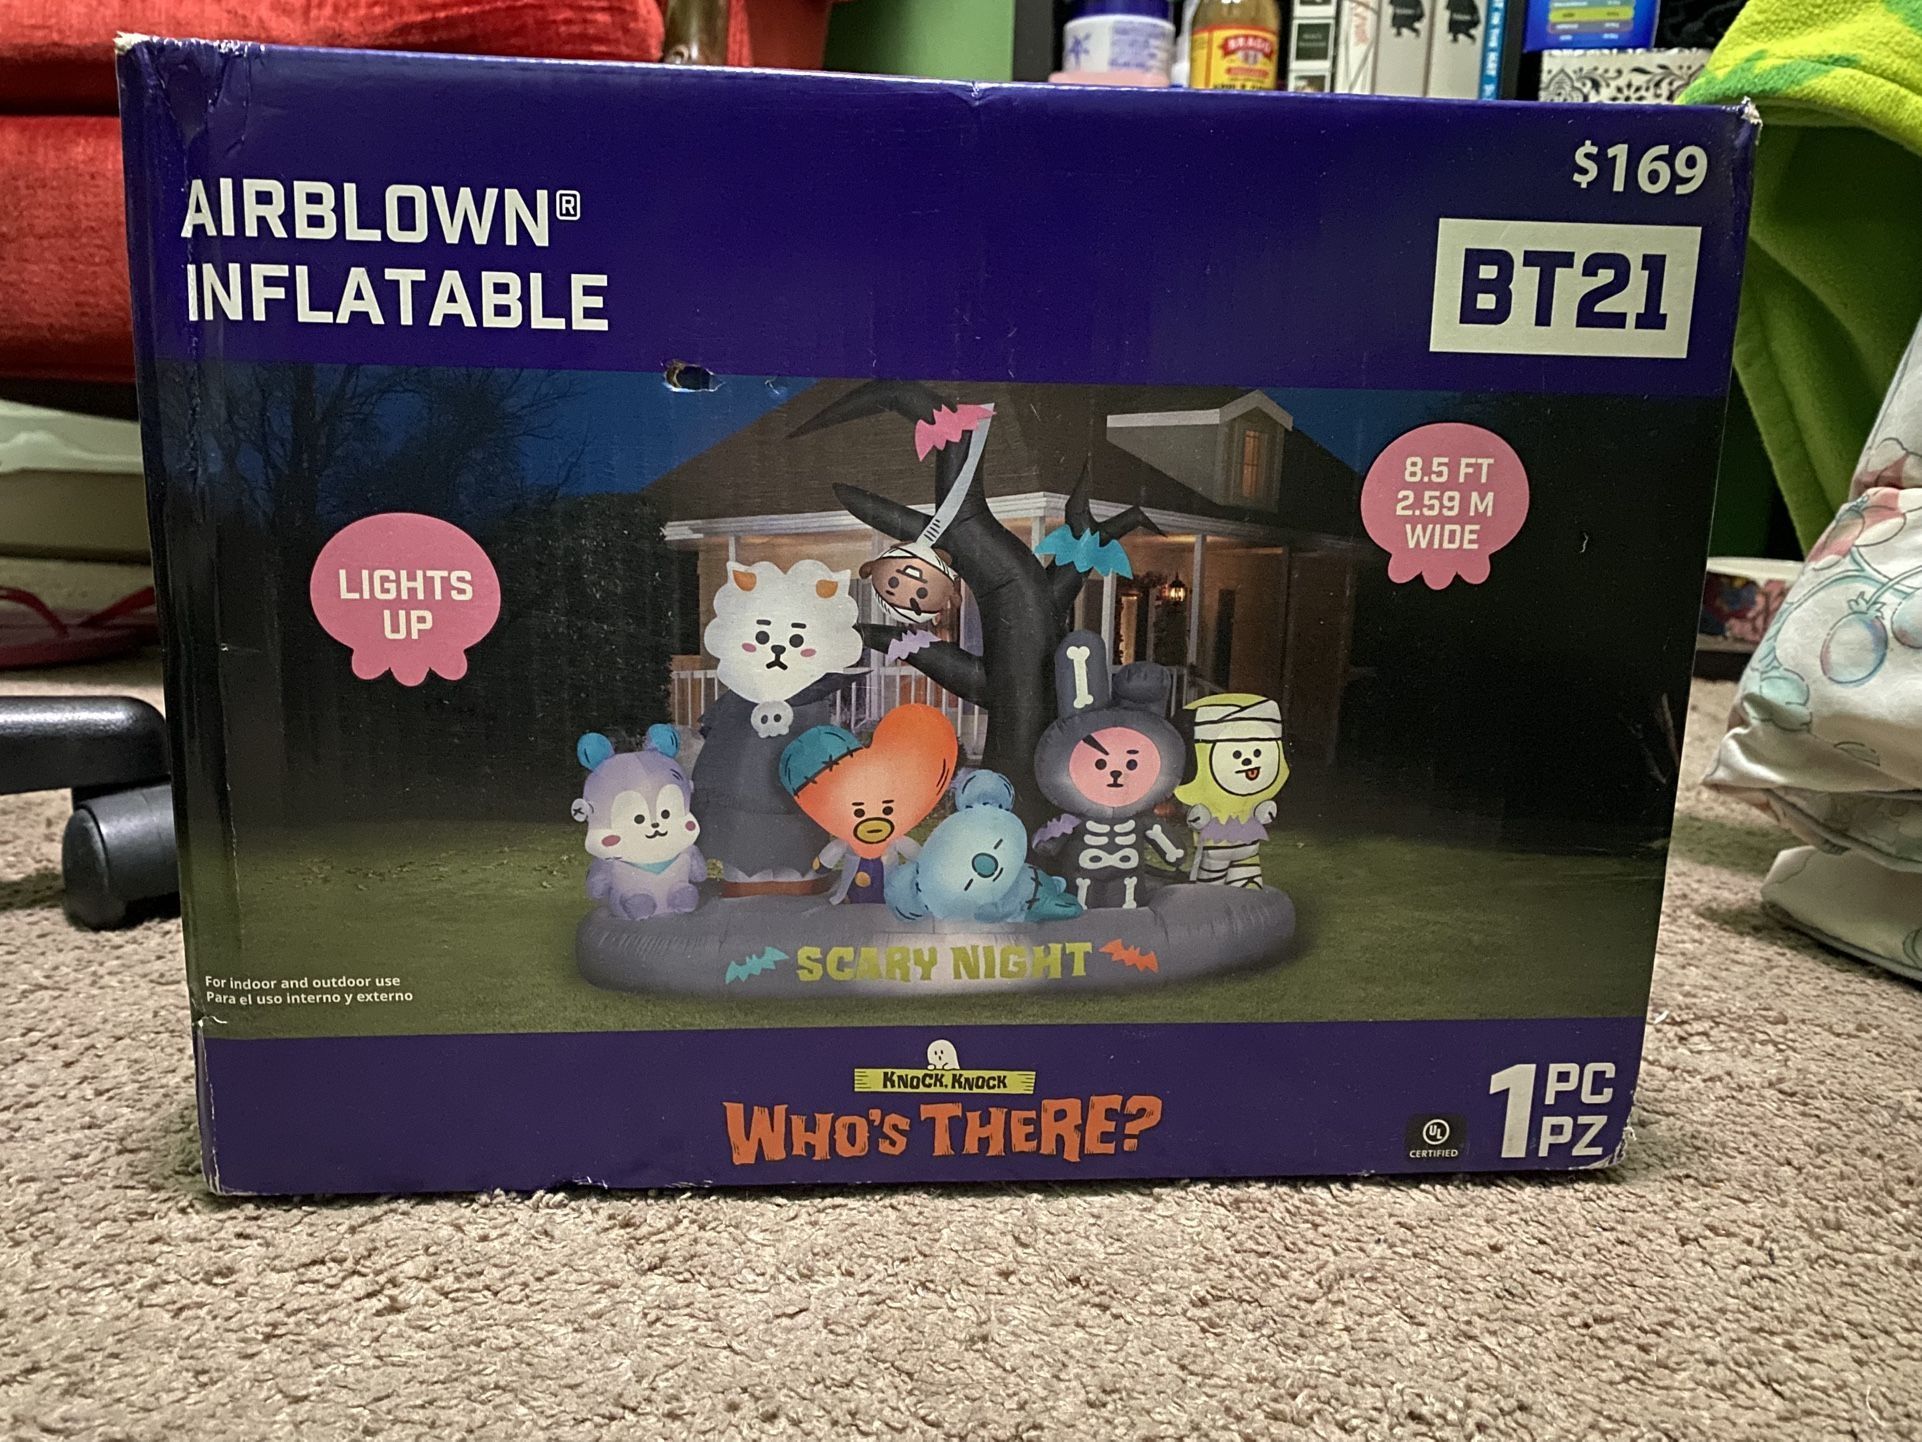 BRAGG
$169
AIRBLOWN®
INFLATABLE
BT21
8.5 FT
2.59 M
WIDE
LIGHTS
UP
SCARY NIGHT
For indoor and outdoor use
Para el uso interno y externo
KNOCK, KNOCK
WHO'S THERE?
UL
CERTIFIED
1 PC
PZ